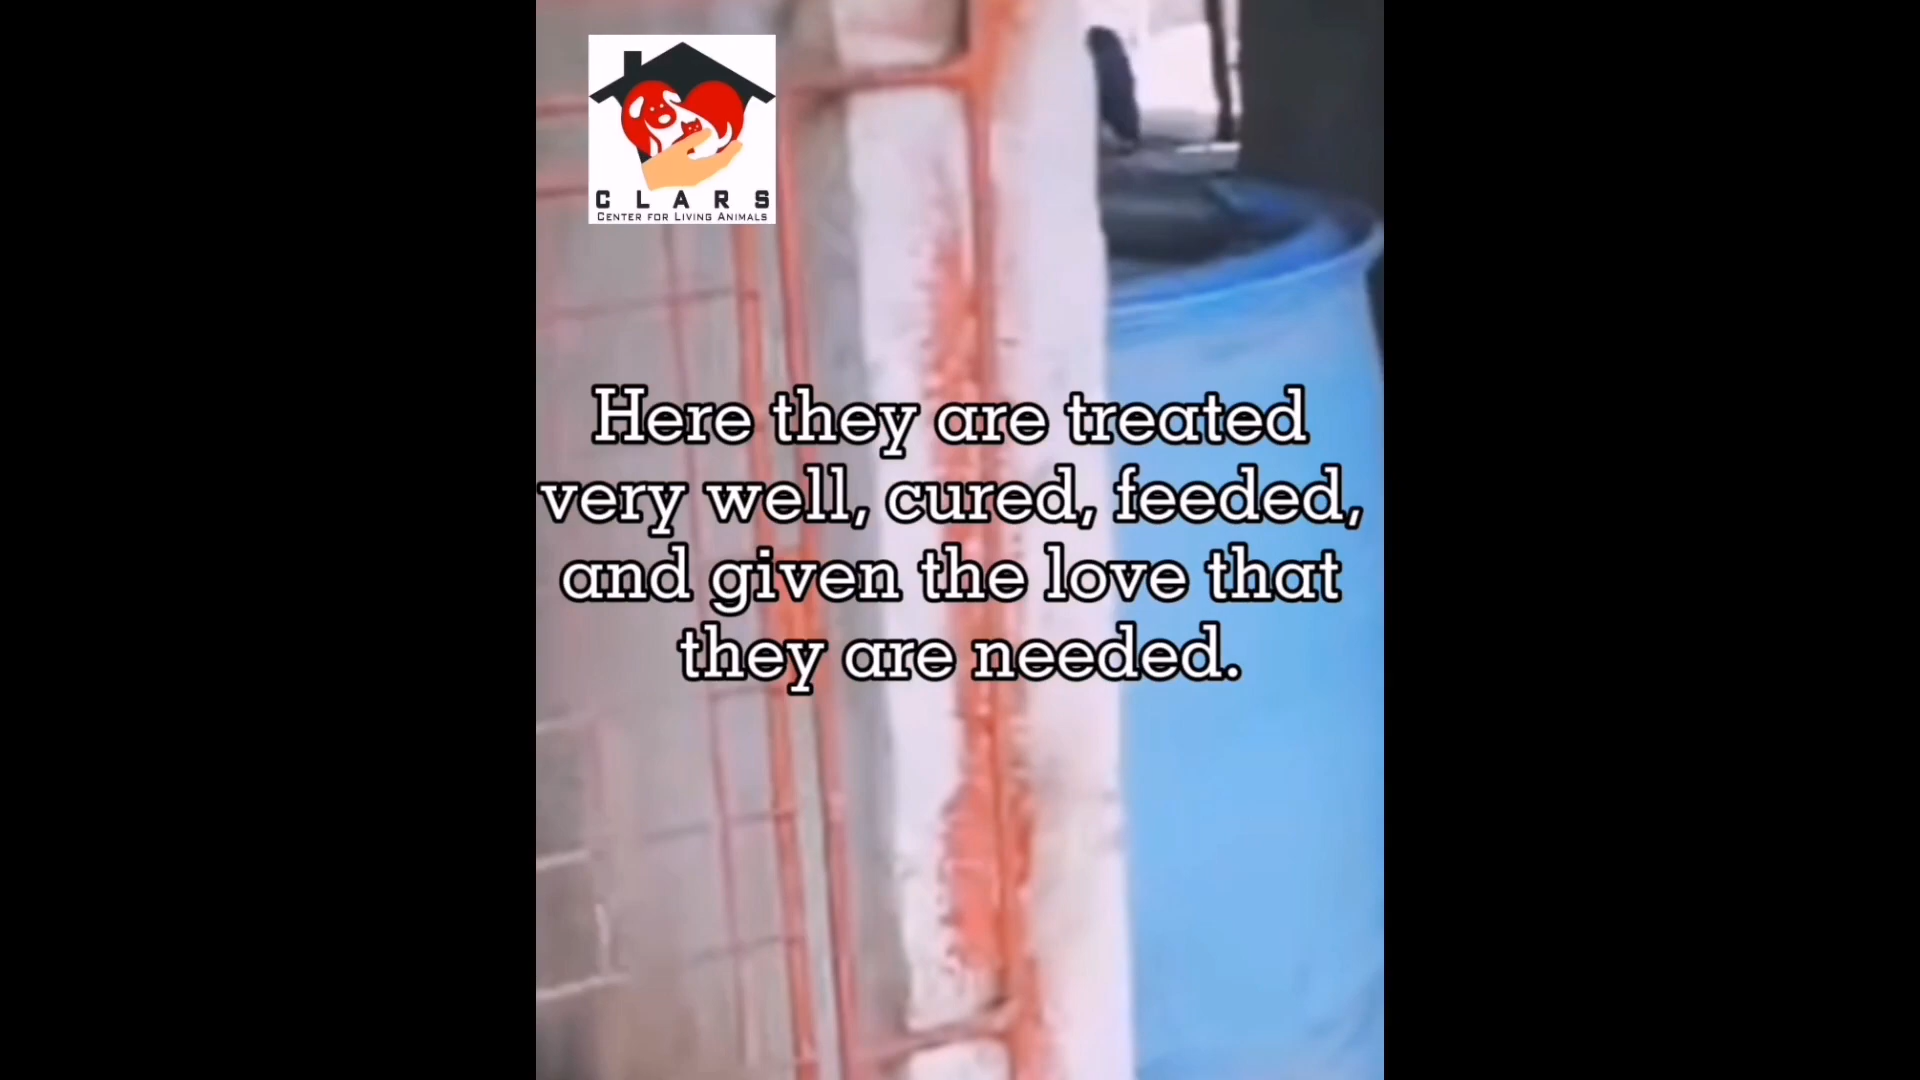 CLARS
CENTER FOR LIVING ANIMALS
Here they are treated
very well, cured, feeded,
and given the love that
they are needed.